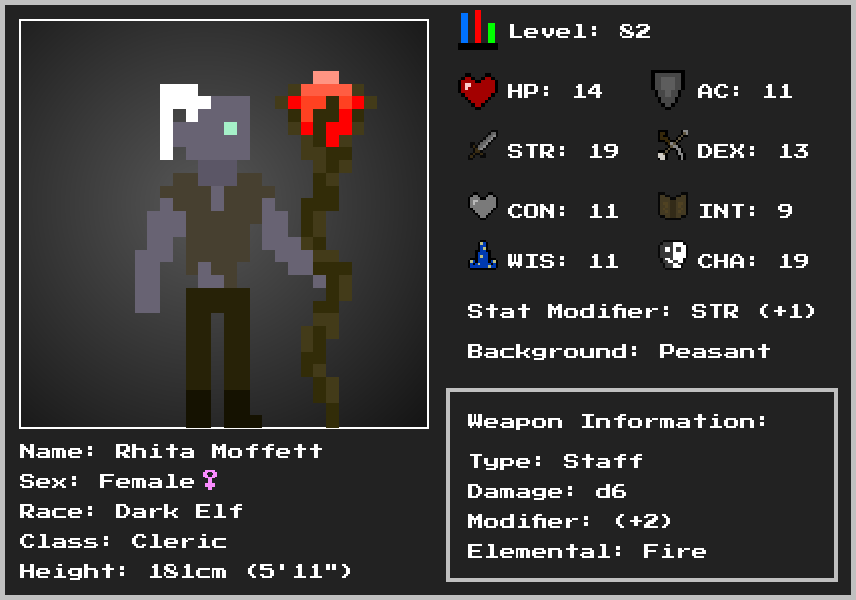 Level: 82
HP: 14 AC: 11
STR: 19 DEX: 13
CON: 11 INT: 9
WIS: 11 CHA: 19
Stat Modifier: STR (+1)
Background: Peasant
Weapon Information:
Type: Staff
Damage: d6
Modifier: (+2)
Elemental: Fire
Name: Rhita Moffett
Sex: Female♀
Race: Dark Elf
Class: Cleric
Height: 181cm (5'11")